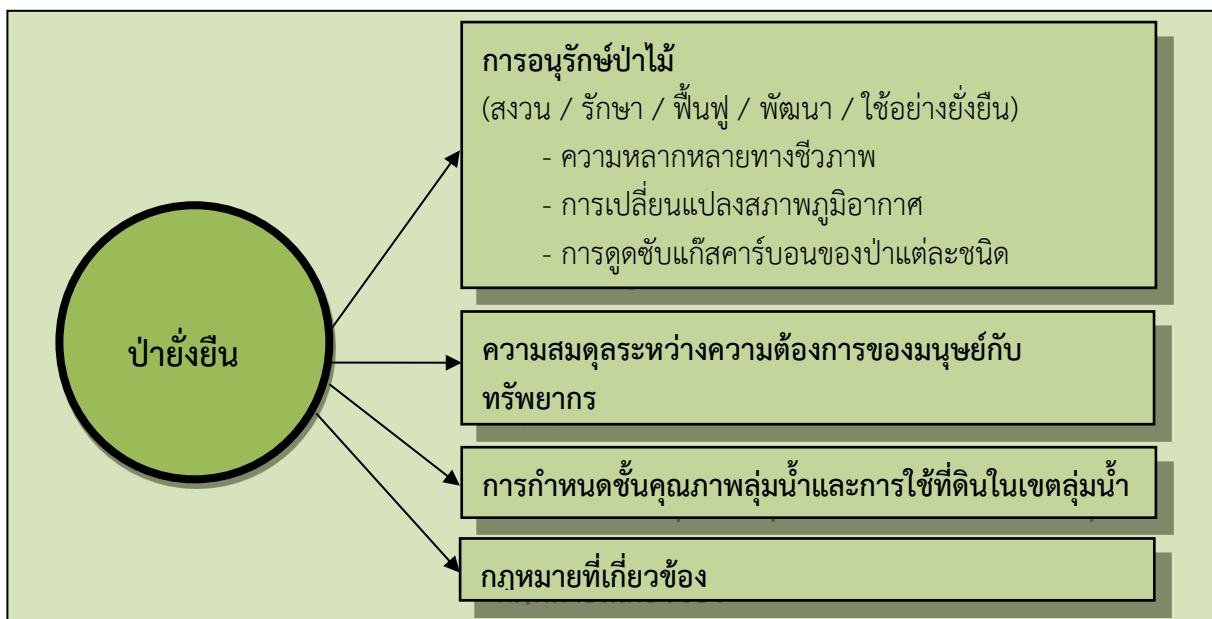 การอนุรักษ์ป่าไม้
(สงวน / รักษา / ฟื้นฟู / พัฒนา / ใช้อย่างยั่งยืน)
- ความหลากหลายทางชีวภาพ
- การเปลี่ยนแปลงสภาพภูมิอากาศ
- การดูดซับแก๊สคาร์บอนของป่าแต่ละชนิด
ป่ายั่งยืน
ความสมดุลระหว่างความต้องการของมนุษย์กับ
ทรัพยากร
การกำหนดชั้นคุณภาพลุ่มน้ำและการใช้ที่ดินในเขตลุ่มน้ำ
กฎหมายที่เกี่ยวข้อง